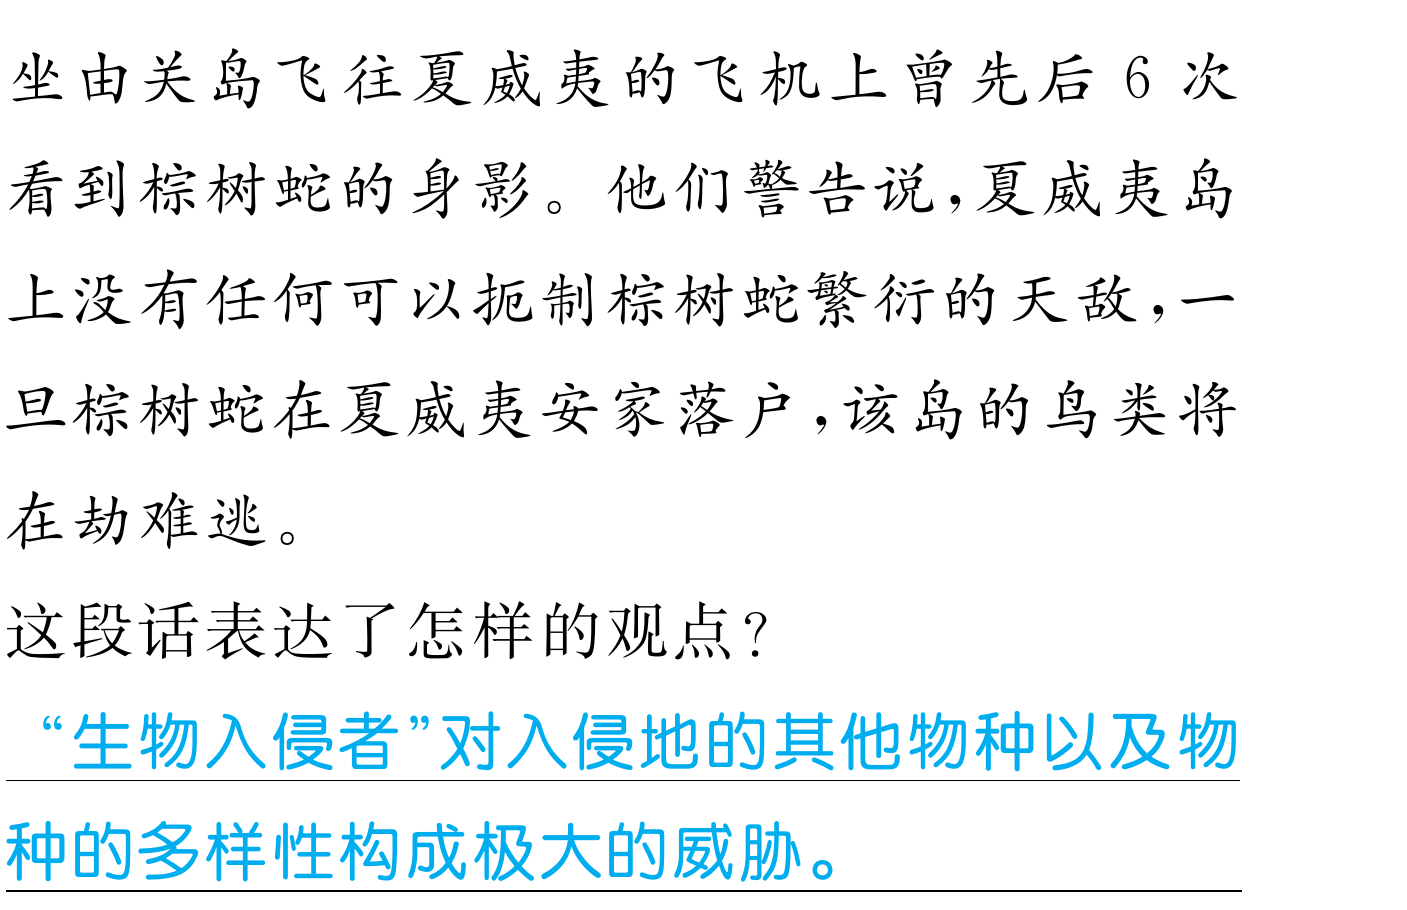 坐由关岛飞往夏威夷的飞机上曾先后 6 次
看到棕树蛇的身影。他们警告说,夏威夷岛
上没有任何可以扼制棕树蛇繁衍的天敌,一
旦棕树蛇在夏威夷安家落户,该岛的鸟类将
在劫难逃。
这段话表达了怎样的观点?
“生物入侵者”对入侵地的其他物种以及物
种的多样性构成极大的威胁。